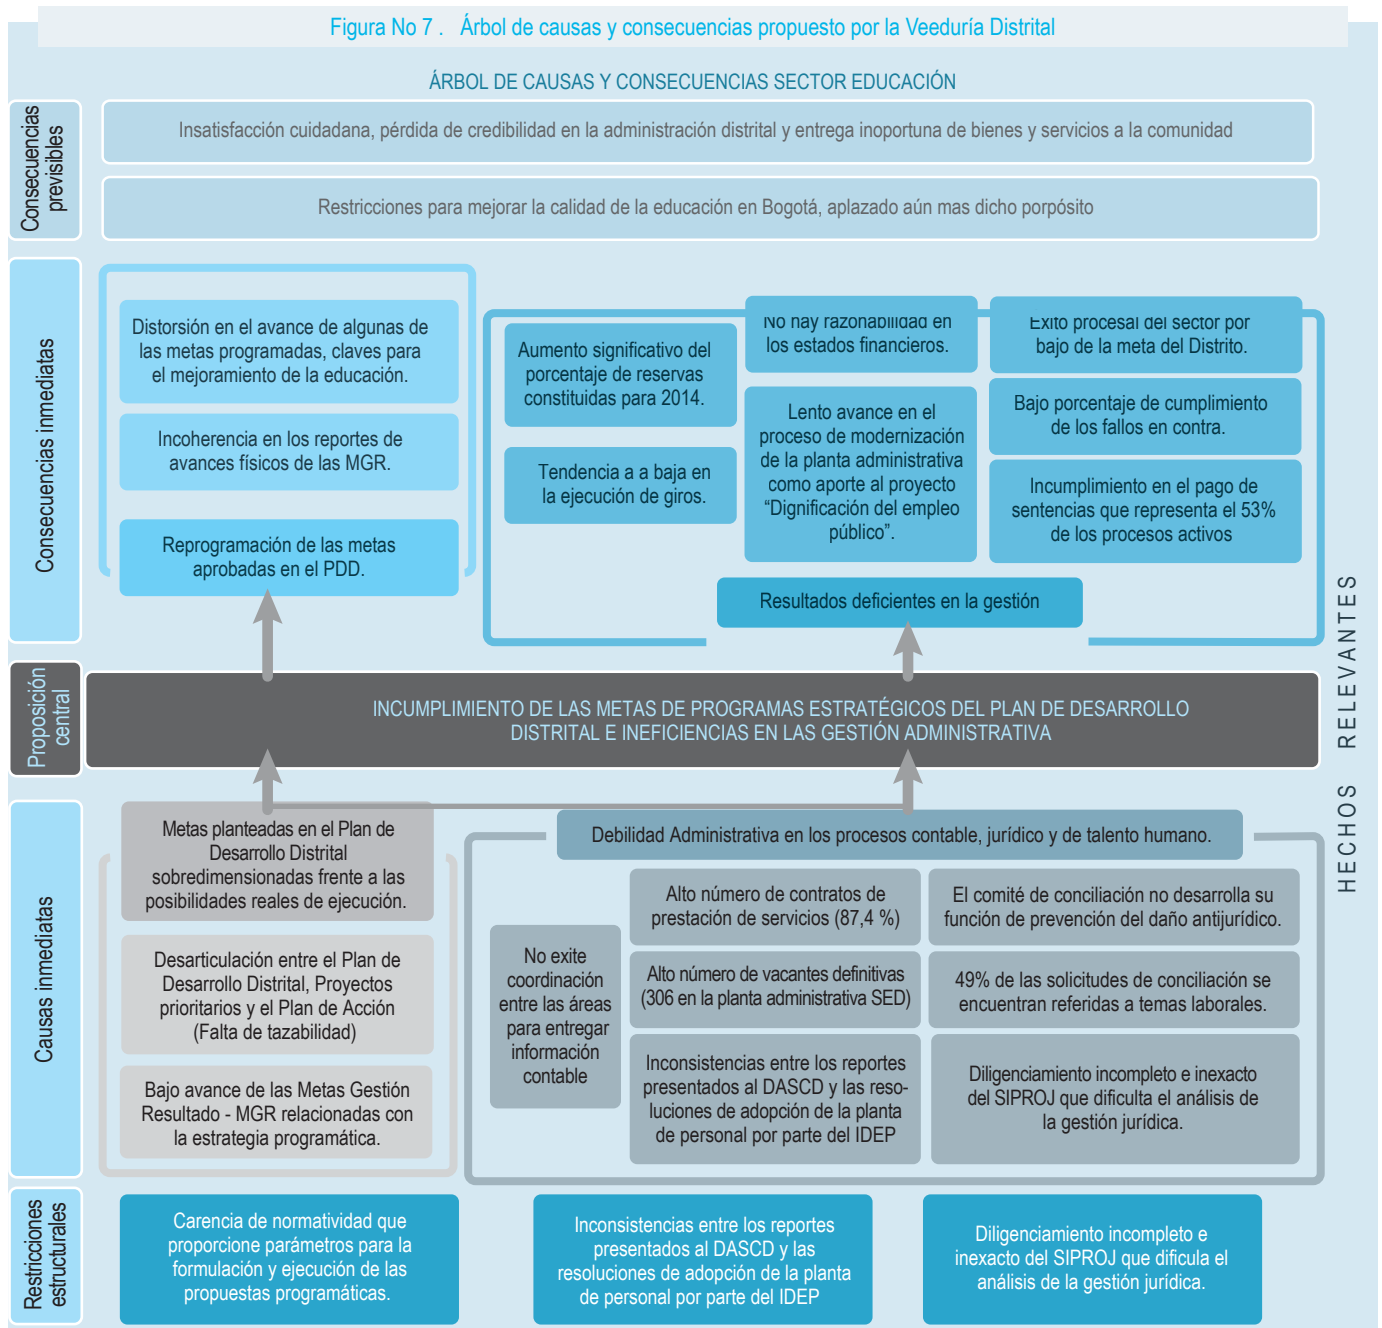 Figura No 7 .   Árbol de causas y consecuencias propuesto por la Veeduría Distrital
ÁRBOL DE CAUSAS Y CONSECUENCIAS SECTOR EDUCACIÓN
Consecuencias
previsibles
Insatisfacción cuidadana, pérdida de credibilidad en la administración distrital y entrega inoportuna de bienes y servicios a la comunidad
Restricciones para mejorar la calidad de la educación en Bogotá, aplazado aún mas dicho porpósito
Consecuencias inmediatas
Distorsión en el avance de algunas de
las metas programadas, claves para
el mejoramiento de la educación.
Incoherencia en los reportes de
avances físicos de las MGR.
Reprogramación de las metas
aprobadas en el PDD.
Aumento significativo del
porcentaje de reservas
constituidas para 2014.
Tendencia a a baja en
la ejecución de giros.
No hay razonabilidad en
los estados financieros.
Lento avance en el
proceso de modernización
de la planta administrativa
como aporte al proyecto
“Dignificación del empleo
público”.
Exito procesal del sector por
bajo de la meta del Distrito.
Bajo porcentaje de cumplimiento
de los fallos en contra.
Incumplimiento en el pago de
sentencias que representa el 53%
de los procesos activos
Resultados deficientes en la gestión
Proposición
central
INCUMPLIMIENTO DE LAS METAS DE PROGRAMAS ESTRATÉGICOS DEL PLAN DE DESARROLLO
DISTRITAL E INEFICIENCIAS EN LAS GESTIÓN ADMINISTRATIVA
HECHOS RELEVANTES
Causas inmediatas
Metas planteadas en el Plan de
Desarrollo Distrital
sobredimensionadas frente a las
posibilidades reales de ejecución.
Desarticulación entre el Plan de
Desarrollo Distrital, Proyectos
prioritarios y el Plan de Acción
(Falta de tazabilidad)
Bajo avance de las Metas Gestión
Resultado - MGR relacionadas con
la estrategia programática.
Debilidad Administrativa en los procesos contable, jurídico y de talento humano.
No exite
coordinación
entre las áreas
para entregar
información
contable
Alto número de contratos de
prestación de servicios (87,4 %)
Alto número de vacantes definitivas
(306 en la planta administrativa SED)
Inconsistencias entre los reportes
presentados al DASCD y las reso-
luciones de adopción de la planta
de personal por parte del IDEP
El comité de conciliación no desarrolla su
función de prevención del daño antijurídico.
49% de las solicitudes de conciliación se
encuentran referidas a temas laborales.
Diligenciamiento incompleto e inexacto
del SIPROJ que dificulta el análisis de
la gestión jurídica.
Restricciones
estructurales
Carencia de normatividad que
proporcione parámetros para la
formulación y ejecución de las
propuestas programáticas.
Inconsistencias entre los reportes
presentados al DASCD y las
resoluciones de adopción de la planta
de personal por parte del IDEP
Diligenciamiento incompleto e
inexacto del SIPROJ que dificula el
análisis de la gestión jurídica.